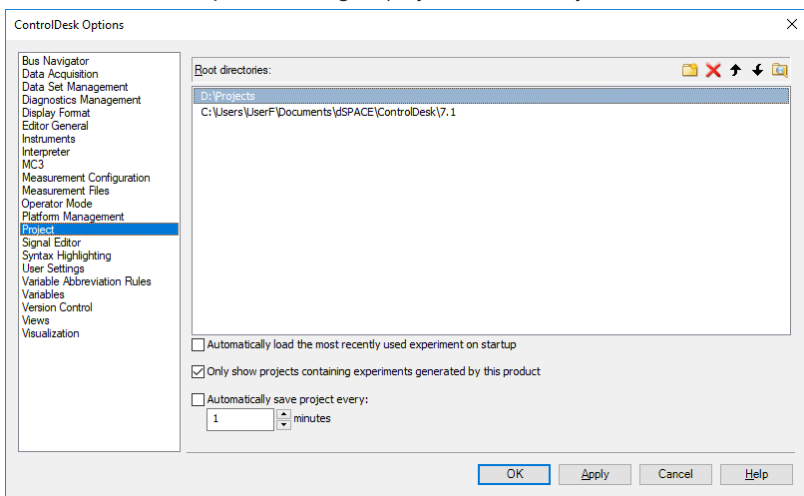 ControlDesk Options
Bus Navigator
Data Acquisition
Data Set Management
Diagnostics Management
Display Format
Editor General
Instruments
Interpreter
MC3
Measurement Configuration
Measurement Files
Operator Mode
Platform Management
Project
Signal Editor
Syntax Highlighting
User Settings
Variable Abbreviation Rules
Variables
Version Control
Views
Visualization
Root directories:
D:\Projects
C:\Users\UserF\Documents\dSPACE\ControlDesk\7.1
Automatically load the most recently used experiment on startup
Only show projects containing experiments generated by this product
Automatically save project every:
1 minutes
OK Apply Cancel Help